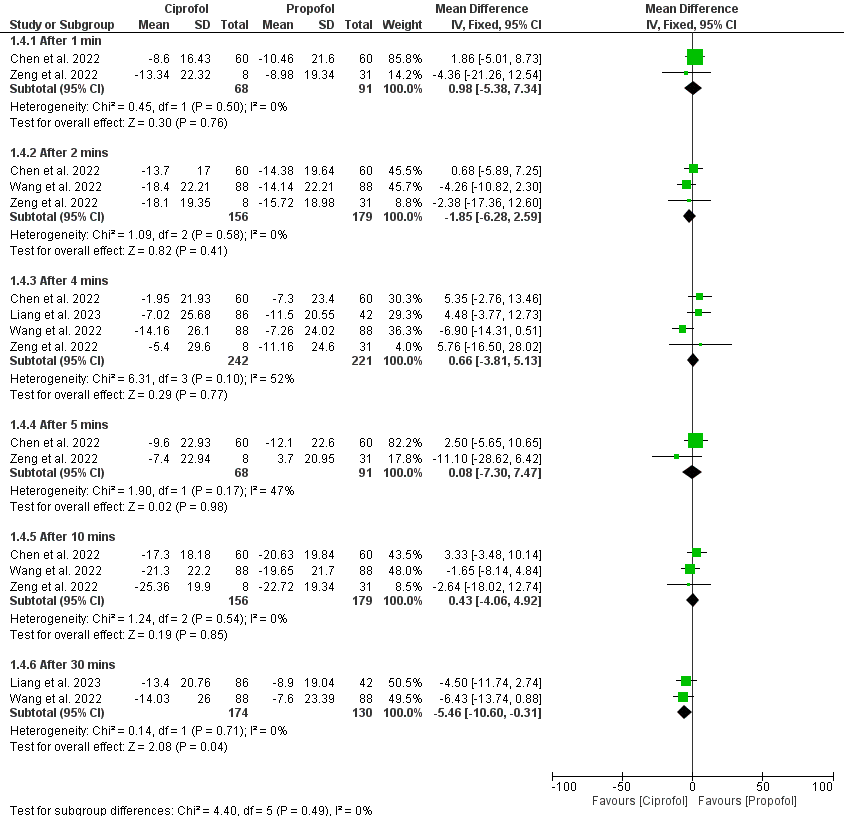 Ciprofol Propofol Mean Difference Mean Difference
Study or Subgroup Mean SD Total Mean SD Total Weight IV, Fixed, 95% CI IV, Fixed, 95% CI
1.4.1 After 1 min
Chen et al. 2022 -8.6 16.43 60 -10.46 21.6 60 85.8% 1.86 [-5.01, 8.73]
Zeng et al. 2022 -13.34 22.32 8 -8.98 19.34 31 14.2% -4.36 [-21.26, 12.54]
Subtotal (95% CI) 68 91 100.0% 0.98 [-5.38, 7.34]
Heterogeneity: Chi² = 0.45, df = 1 (P = 0.50); I² = 0%
Test for overall effect: Z = 0.30 (P = 0.76)
1.4.2 After 2 mins
Chen et al. 2022 -13.7 17 60 -14.38 19.64 60 45.5% 0.68 [-5.89, 7.25]
Wang et al. 2022 -18.4 22.21 88 -14.14 22.21 88 45.7% -4.26 [-10.82, 2.30]
Zeng et al. 2022 -18.1 19.35 8 -15.72 18.98 31 8.8% -2.38 [-17.36, 12.60]
Subtotal (95% CI) 156 179 100.0% -1.85 [-6.28, 2.59]
Heterogeneity: Chi² = 1.09, df = 2 (P = 0.58); I² = 0%
Test for overall effect: Z = 0.82 (P = 0.41)
1.4.3 After 4 mins
Chen et al. 2022 -1.95 21.93 60 -7.3 23.4 60 30.3% 5.35 [-2.76, 13.46]
Liang et al. 2023 -7.02 25.68 86 -11.5 20.55 42 29.3% 4.48 [-3.77, 12.73]
Wang et al. 2022 -14.16 26.1 88 -7.26 24.02 88 36.3% -6.90 [-14.31, 0.51]
Zeng et al. 2022 -5.4 29.6 8 -11.16 24.6 31 4.0% 5.76 [-16.50, 28.02]
Subtotal (95% CI) 242 221 100.0% 0.66 [-3.81, 5.13]
Heterogeneity: Chi² = 6.31, df = 3 (P = 0.10); I² = 52%
Test for overall effect: Z = 0.29 (P = 0.77)
1.4.4 After 5 mins
Chen et al. 2022 -9.6 22.93 60 -12.1 22.6 60 82.2% 2.50 [-5.65, 10.65]
Zeng et al. 2022 -7.4 22.94 8 3.7 20.95 31 17.8% -11.10 [-28.62, 6.42]
Subtotal (95% CI) 68 91 100.0% 0.08 [-7.30, 7.47]
Heterogeneity: Chi² = 1.90, df = 1 (P = 0.17); I² = 47%
Test for overall effect: Z = 0.02 (P = 0.98)
1.4.5 After 10 mins
Chen et al. 2022 -17.3 18.18 60 -20.63 19.84 60 43.5% 3.33 [-3.48, 10.14]
Wang et al. 2022 -21.3 22.2 88 -19.65 21.7 88 48.0% -1.65 [-8.14, 4.84]
Zeng et al. 2022 -25.36 19.9 8 -22.72 19.34 31 8.5% -2.64 [-18.02, 12.74]
Subtotal (95% CI) 156 179 100.0% 0.43 [-4.06, 4.92]
Heterogeneity: Chi² = 1.24, df = 2 (P = 0.54); I² = 0%
Test for overall effect: Z = 0.19 (P = 0.85)
1.4.6 After 30 mins
Liang et al. 2023 -13.4 20.76 86 -8.9 19.04 42 50.5% -4.50 [-11.74, 2.74]
Wang et al. 2022 -14.03 26 88 -7.6 23.39 88 49.5% -6.43 [-13.74, 0.88]
Subtotal (95% CI) 174 130 100.0% -5.46 [-10.60, -0.31]
Heterogeneity: Chi² = 0.14, df = 1 (P = 0.71); I² = 0%
Test for overall effect: Z = 2.08 (P = 0.04)
-100 -50 0 50 100
Favours [Ciprofol] Favours [Propofol]
Test for subgroup differences: Chi² = 4.40, df = 5 (P = 0.49), I² = 0%